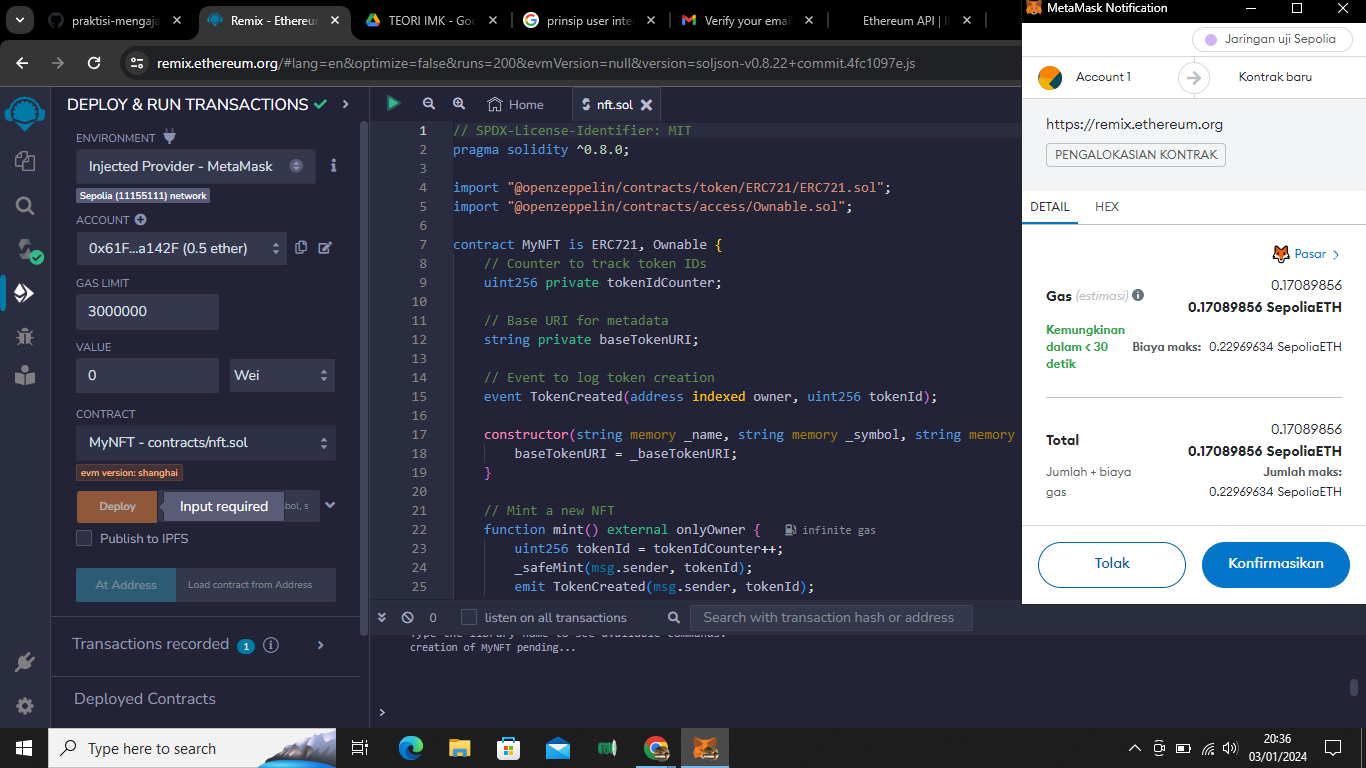 praktisi-mengaja
Remix - Ethereu
TEORI IMK - Goo
prinsip user inte
Verify your emai
Ethereum API | I
MetaMask Notification
remix.ethereum.org/#lang=en&optimize=false&runs=200&evmVersion=null&version=soljson-v0.8.22+commit.4fc1097e.js
DEPLOY & RUN TRANSACTIONS
ENVIRONMENT
Injected Provider - MetaMask
Sepolia (11155111) network
ACCOUNT
0x61F...a142F (0.5 ether)
GAS LIMIT
3000000
VALUE
0
Wei
CONTRACT
MyNFT - contracts/nft.sol
evm version: shanghai
Deploy
Input required
bol, s
Publish to IPFS
At Address
Load contract from Address
Transactions recorded 1 i
Deployed Contracts
Home
nft.sol
1 // SPDX-License-Identifier: MIT
2 pragma solidity ^0.8.0;
3
4 import "@openzeppelin/contracts/token/ERC721/ERC721.sol";
5 import "@openzeppelin/contracts/access/Ownable.sol";
6
7 contract MyNFT is ERC721, Ownable {
8 // Counter to track token IDs
9 uint256 private tokenIdCounter;
10
11 // Base URI for metadata
12 string private baseTokenURI;
13
14 // Event to log token creation
15 event TokenCreated(address indexed owner, uint256 tokenId);
16
17 constructor(string memory _name, string memory _symbol, string memory
18 baseTokenURI = _baseTokenURI;
19 }
20
21 // Mint a new NFT
22 function mint() external onlyOwner { infinite gas
23 uint256 tokenId = tokenIdCounter++;
24 _safeMint(msg.sender, tokenId);
25 emit TokenCreated(msg.sender, tokenId);
0
listen on all transactions
Search with transaction hash or address
Type the library name to see available commands.
creation of MyNFT pending...
>
Jaringan uji Sepolia
Account 1
Kontrak baru
https://remix.ethereum.org
PENGALOKASIAN KONTRAK
DETAIL
HEX
Pasar >
Gas (estimasi) i
0.17089856
0.17089856 SepoliaETH
Kemungkinan
dalam < 30
detik
Biaya maks: 0.22969634 SepoliaETH
Total
0.17089856
0.17089856 SepoliaETH
Jumlah + biaya
gas
Jumlah maks:
0.22969634 SepoliaETH
Tolak
Konfirmasikan
Type here to search
20:36
03/01/2024